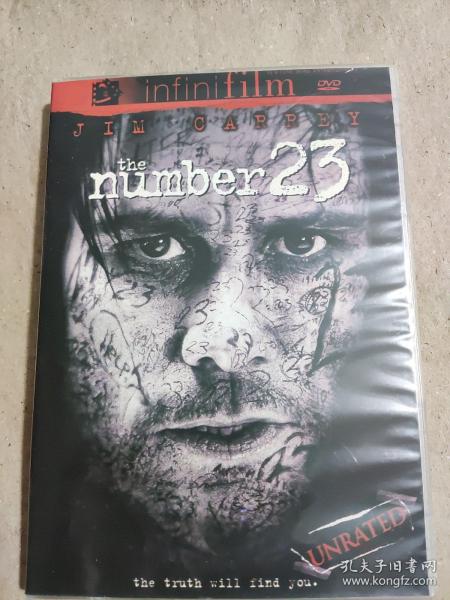 infinifilm DVD
JIM CARREY
the
number 23
UNRATED
the truth will find you.
孔夫子旧书网
www.kongfz.com